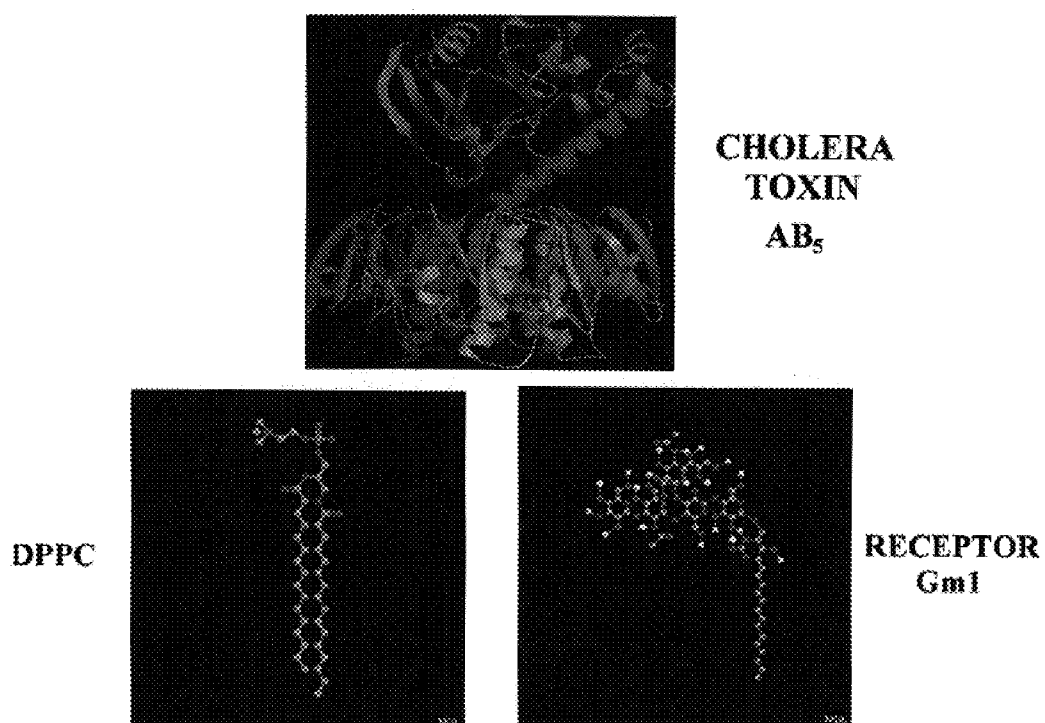 CHOLERA
TOXIN
AB₅
DPPC
RECEPTOR
Gm1